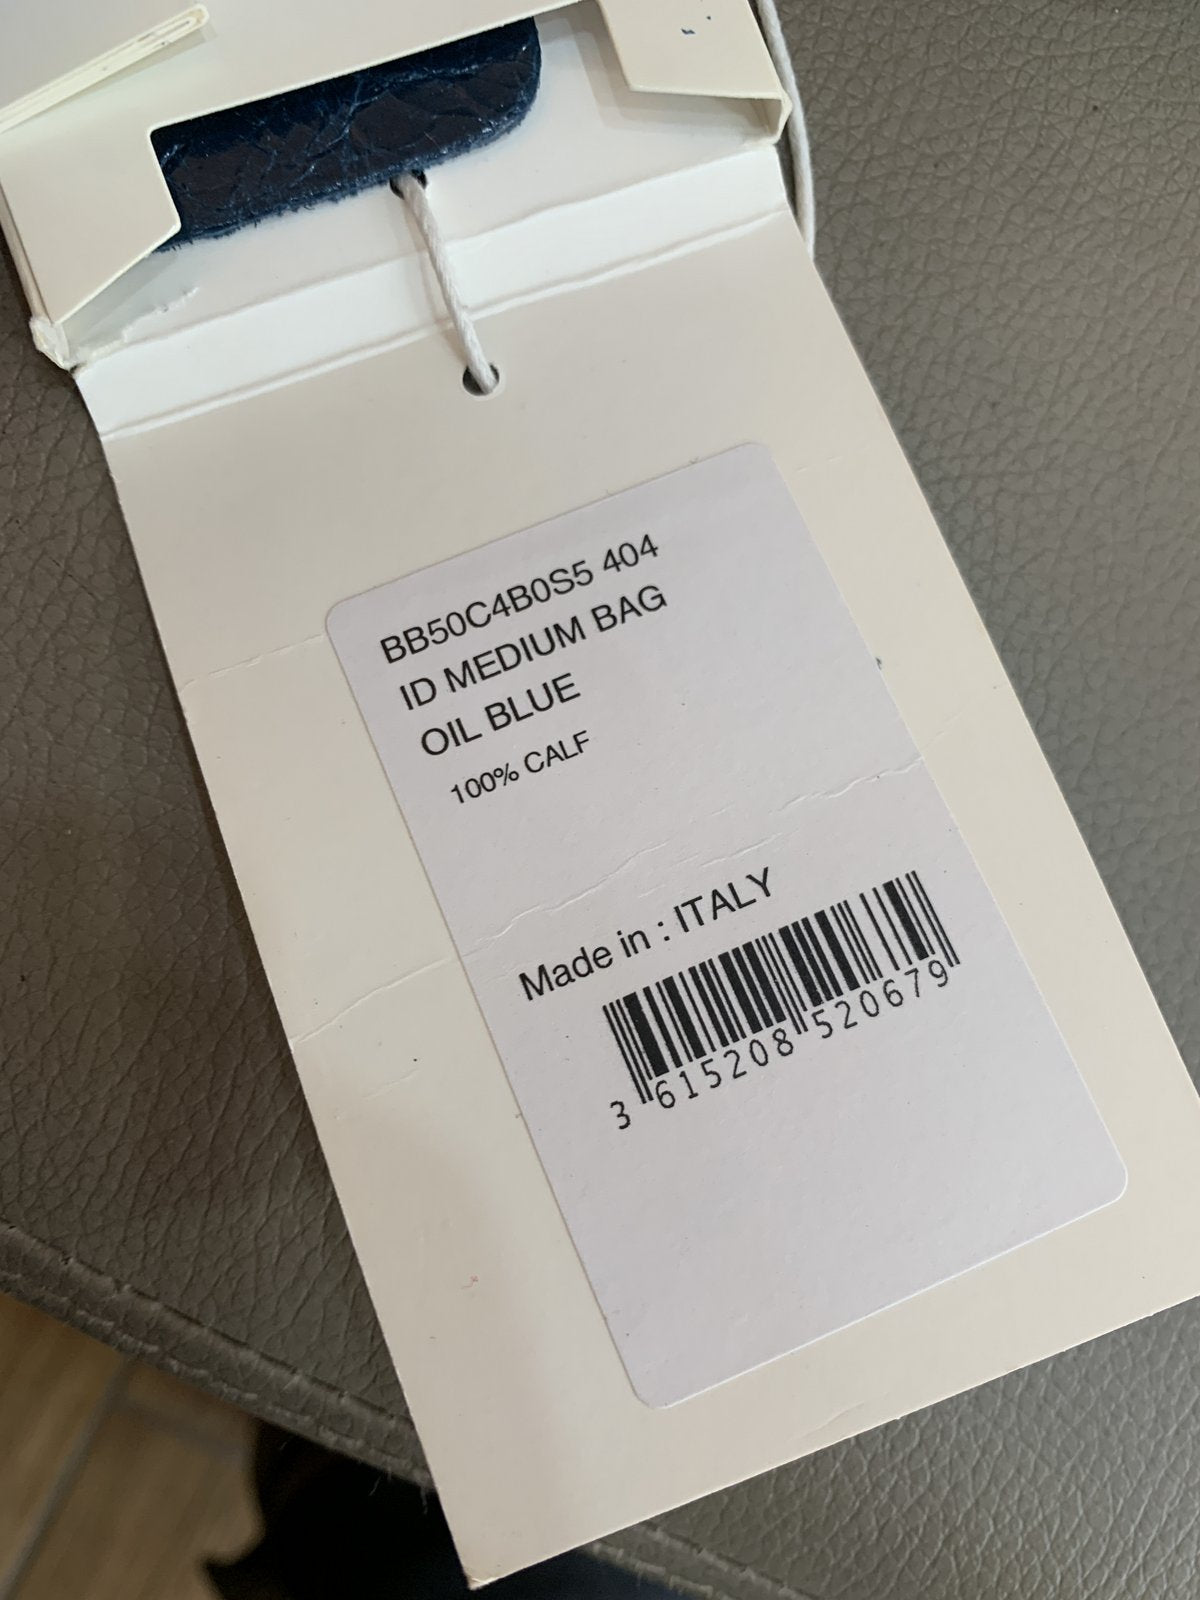 BB50C4B0S5 404
ID MEDIUM BAG
OIL BLUE
100% CALF
Made in : ITALY
3 615208 520679